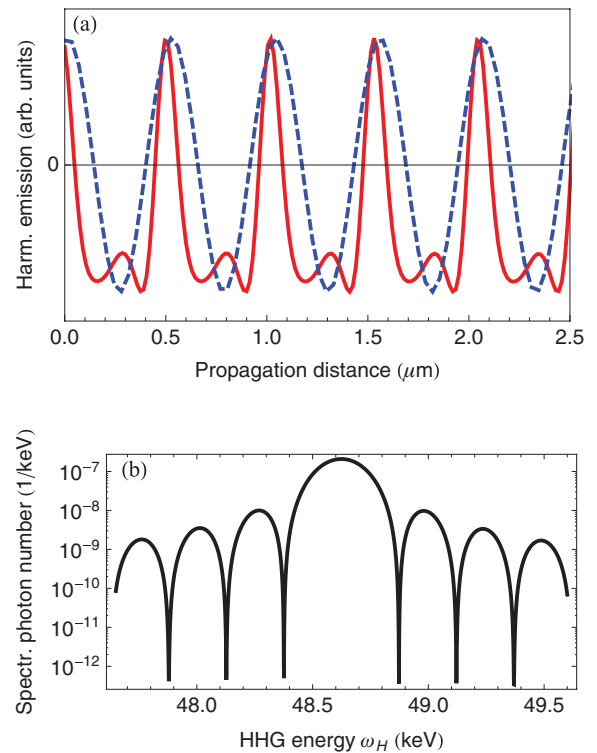 (a)
Harm. emission (arb. units)
0
0.0 0.5 1.0 1.5 2.0 2.5
Propagation distance (μm)
(b)
Spectr. photon number (1/keV)
10⁻⁷
10⁻⁸
10⁻⁹
10⁻¹⁰
10⁻¹¹
10⁻¹²
48.0 48.5 49.0 49.5
HHG energy ω_H (keV)